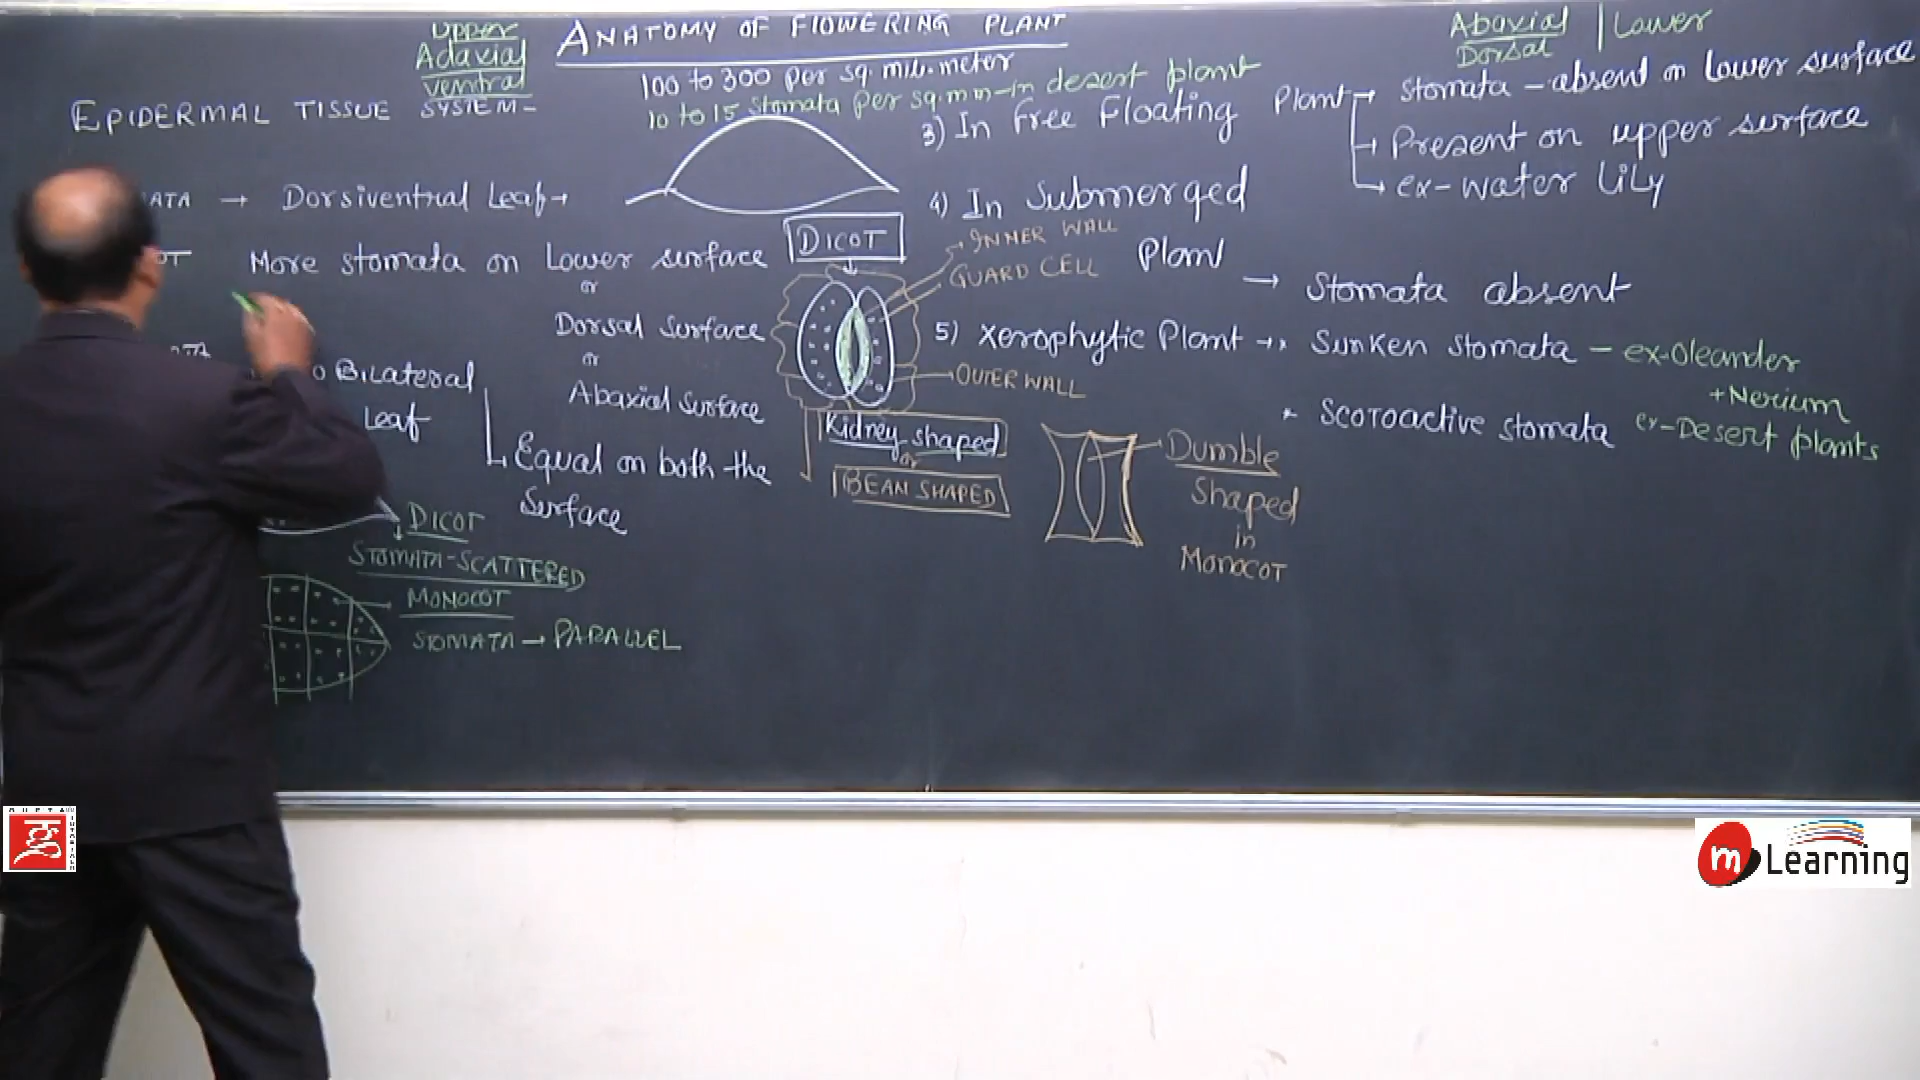 ANATOMY OF FLOWERING PLANT
Upper
Adaxial
ventral
Abaxial | Lower
Dorsal
100 to 300 per sq. mili. meter
10 to 15 stomata per sq. mm - In desert plant
EPIDERMAL TISSUE SYSTEM-
→ Dorsiventral Leaf →
More stomata on Lower surface
or
Dorsal Surface
or
Abaxial Surface
Bilateral
Leaf
Equal on both the
Surface
DICOT
STOMATA-SCATTERED
MONOCOT
STOMATA → PARALLEL
DICOT
INNER WALL
GUARD CELL
OUTER WALL
Kidney shaped
or
BEAN SHAPED
Dumble
Shaped
in
MONOCOT
3) In Free Floating Plant → Stomata - absent on Lower surface
→ Present on upper surface
→ ex- water LiLy
4) In Submerged
Plant
→ Stomata absent
5) Xerophytic Plant → Sunken Stomata - ex-Oleander
+Nerium
* Scotoactive stomata ex-Desert plants
GUPTA
m Learning